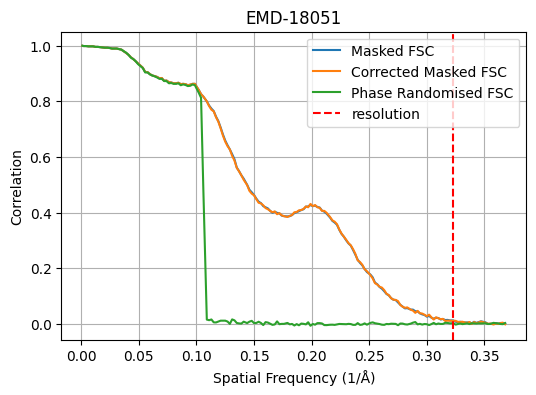 EMD-18051
Masked FSC
Corrected Masked FSC
Phase Randomised FSC
resolution
Correlation
1.0
0.8
0.6
0.4
0.2
0.0
0.00 0.05 0.10 0.15 0.20 0.25 0.30 0.35
Spatial Frequency (1/Å)